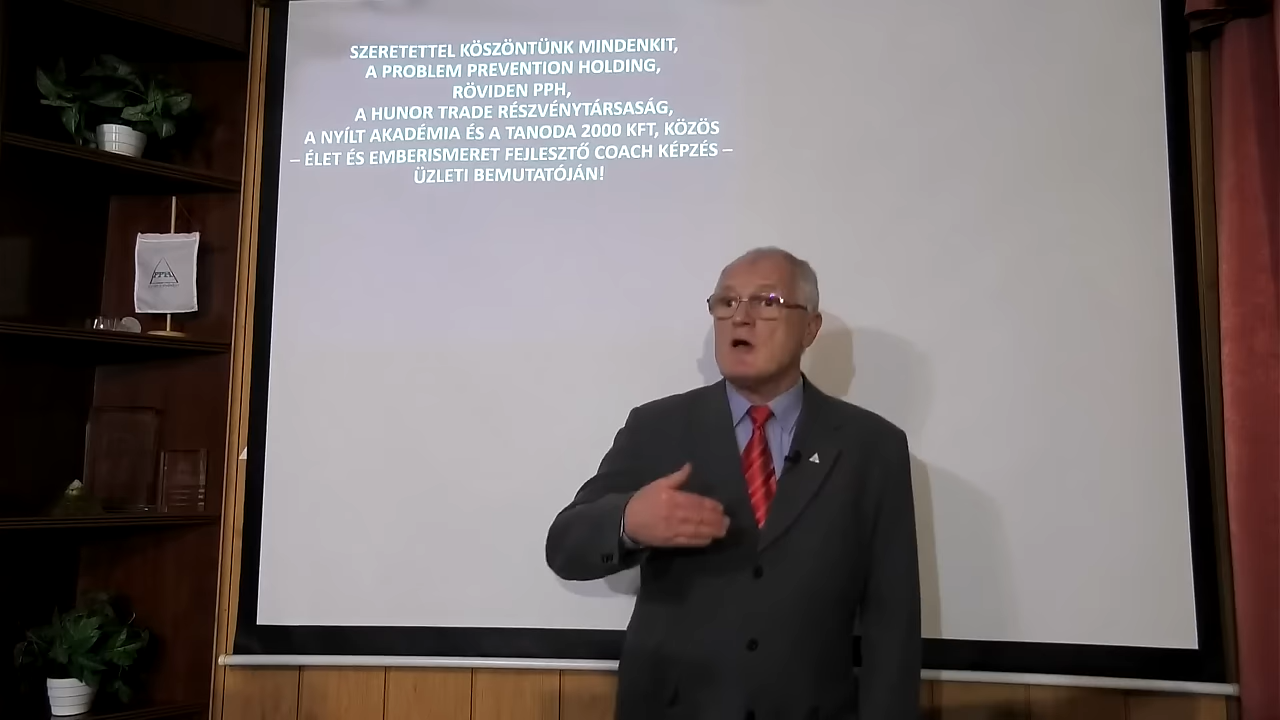 SZERETETTEL KÖSZÖNTÜNK MINDENKIT,
A PROBLEM PREVENTION HOLDING,
RÖVIDEN PPH,
A HUNOR TRADE RÉSZVÉNYTÁRSASÁG,
A NYÍLT AKADÉMIA ÉS A TANODA 2000 KFT, KÖZÖS
– ÉLET ÉS EMBERISMERET FEJLESZTŐ COACH KÉPZÉS –
ÜZLETI BEMUTATÓJÁN!